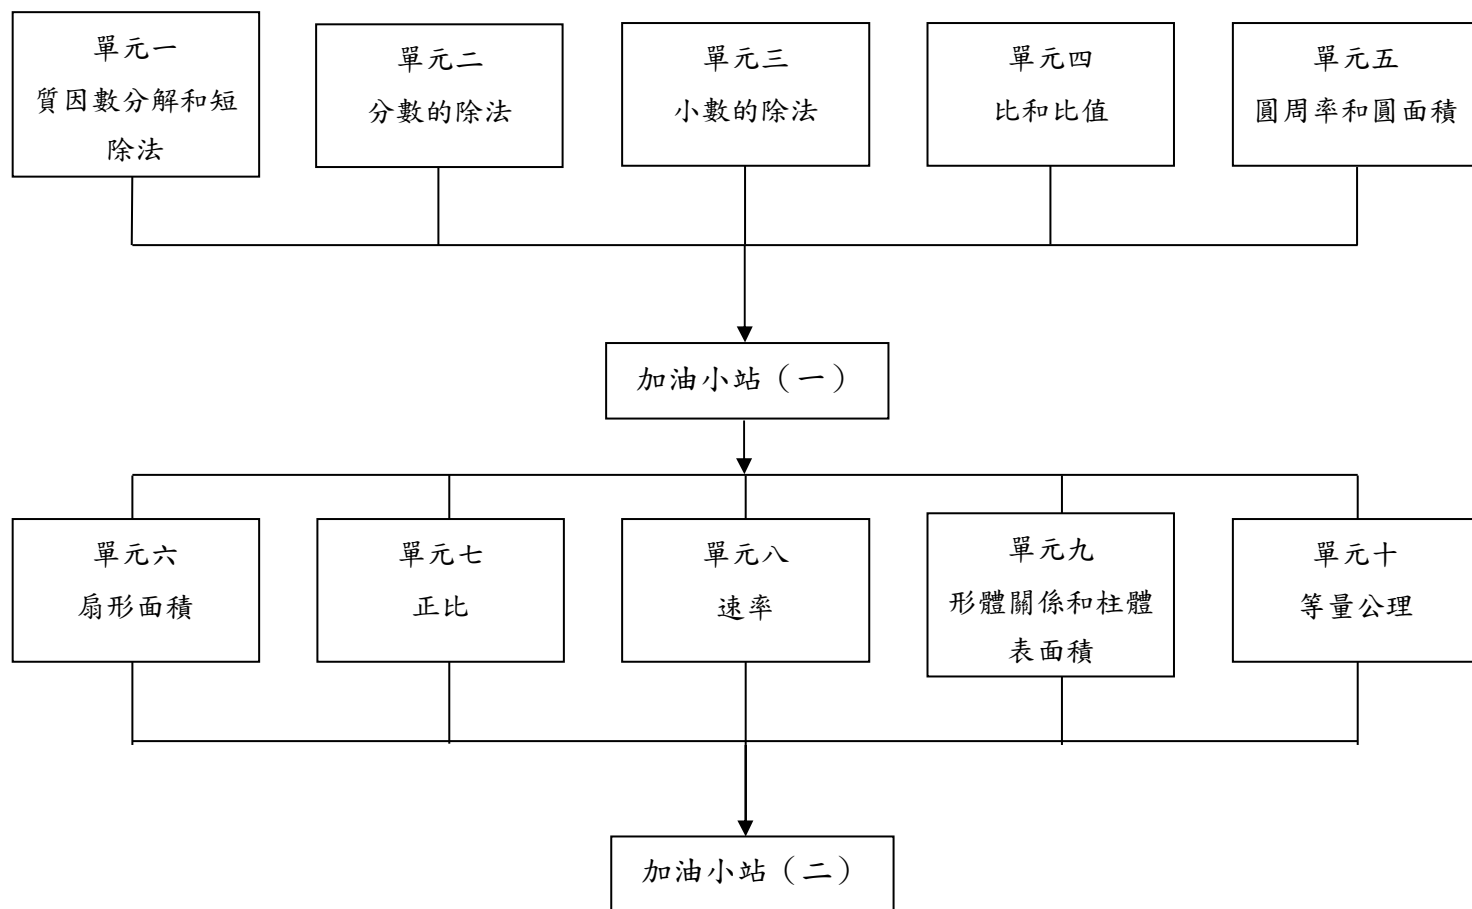 單元一
質因數分解和短
除法
單元二
分數的除法
單元三
小數的除法
單元四
比和比值
單元五
圓周率和圓面積
加油小站（一）
單元六
扇形面積
單元七
正比
單元八
速率
單元九
形體關係和柱體
表面積
單元十
等量公理
加油小站（二）